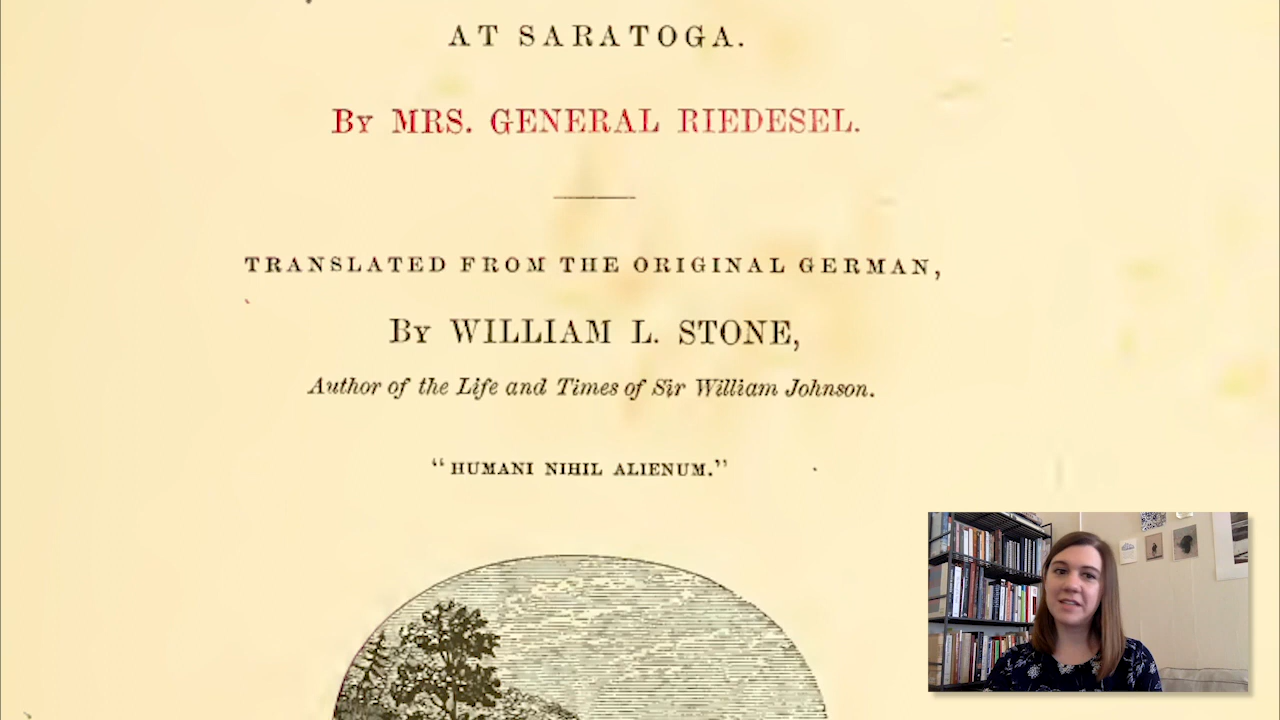 AT SARATOGA.
By MRS. GENERAL RIEDESEL.
TRANSLATED FROM THE ORIGINAL GERMAN,
By WILLIAM L. STONE,
Author of the Life and Times of Sir William Johnson.
“HUMANI NIHIL ALIENUM.”